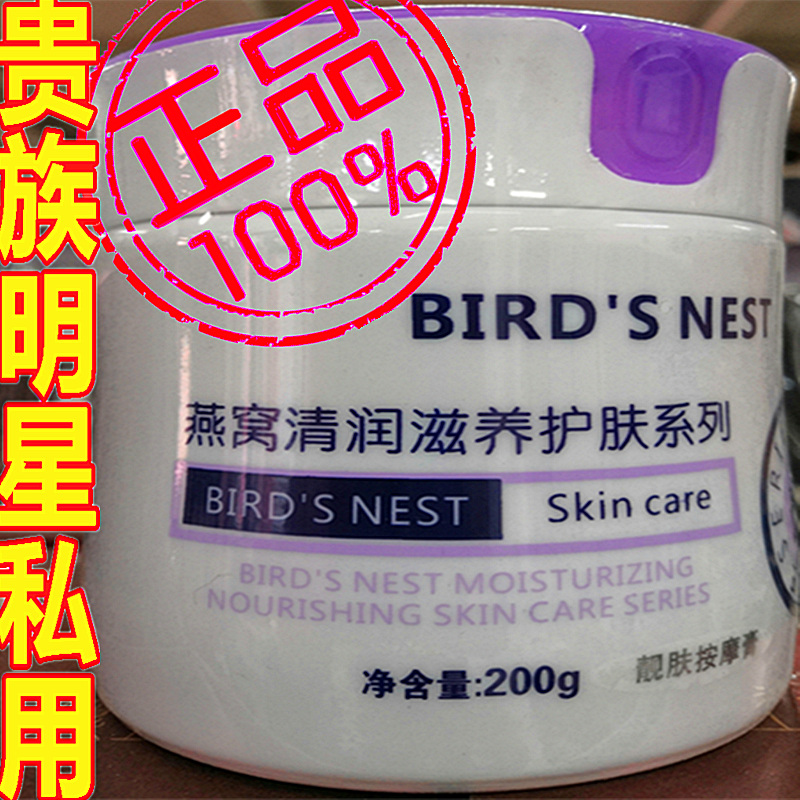 贵族明星私用
正品
100%
BIRD'S NEST
燕窝清润滋养护肤系列
BIRD'S NEST Skin care
BIRD'S NEST MOISTURIZING
NOURISHING SKIN CARE SERIES
净含量:200g
靓肤按摩膏
SERI